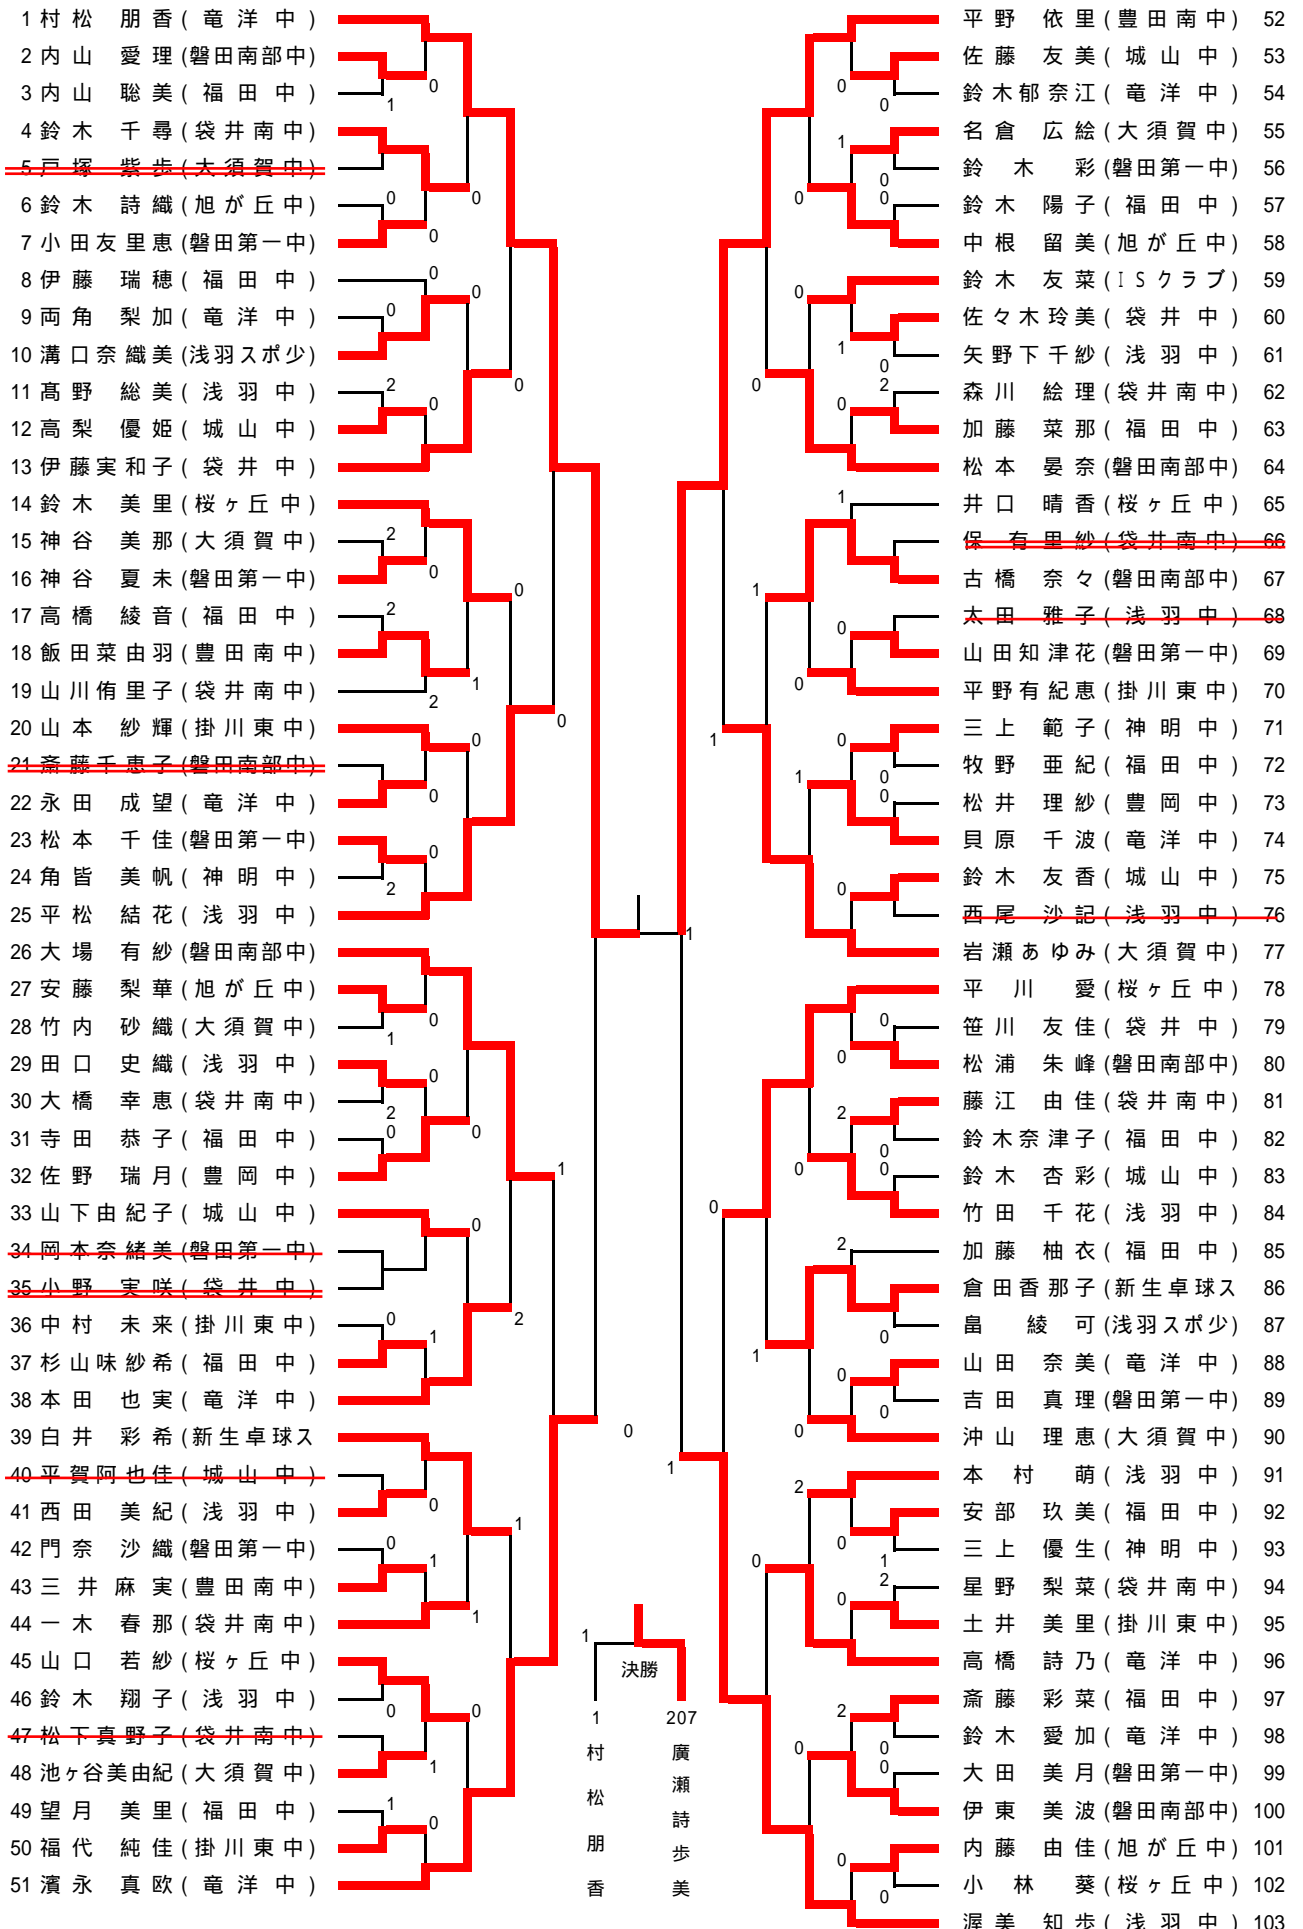 1 村松 朋香(竜洋中)
2 内山 愛理(磐田南部中)
3 内山 聡美(福田中)
4 鈴木 千尋(袋井南中)
5 戸塚 紫歩(大須賀中)
6 鈴木 詩織(旭が丘中)
7 小田友里恵(磐田第一中)
8 伊藤 瑞穂(福田中)
9 両角 梨加(竜洋中)
10 溝口奈織美(浅羽スポ少)
11 髙野 総美(浅羽中)
12 高梨 優姫(城山中)
13 伊藤実和子(袋井中)
14 鈴木 美里(桜ヶ丘中)
15 神谷 美那(大須賀中)
16 神谷 夏未(磐田第一中)
17 高橋 綾音(福田中)
18 飯田菜由羽(豊田南中)
19 山川侑里子(袋井南中)
20 山本 紗輝(掛川東中)
21 斎藤千恵子(磐田南部中)
22 永田 成望(竜洋中)
23 松本 千佳(磐田第一中)
24 角皆 美帆(神明中)
25 平松 結花(浅羽中)
26 大場 有紗(磐田南部中)
27 安藤 梨華(旭が丘中)
28 竹内 砂織(大須賀中)
29 田口 史織(浅羽中)
30 大橋 幸恵(袋井南中)
31 寺田 恭子(福田中)
32 佐野 瑞月(豊岡中)
33 山下由紀子(城山中)
34 岡本奈緒美(磐田第一中)
35 小野 実咲(袋井中)
36 中村 未来(掛川東中)
37 杉山味紗希(福田中)
38 本田 也実(竜洋中)
39 白井 彩希(新生卓球ス
40 平賀阿也佳(城山中)
41 西田 美紀(浅羽中)
42 門奈 沙織(磐田第一中)
43 三井麻実(豊田南中)
44 一木 春那(袋井南中)
45 山口 若紗(桜ヶ丘中)
46 鈴木 翔子(浅羽中)
47 松下真野子(袋井南中)
48 池ヶ谷美由紀(大須賀中)
49 望月 美里(福田中)
50 福代 純佳(掛川東中)
51 濱永 真欧(竜洋中)
平野 依里(豊田南中) 52
佐藤 友美(城山中) 53
鈴木郁奈江(竜洋中) 54
名倉 広絵(大須賀中) 55
鈴木 彩(磐田第一中) 56
鈴木 陽子(福田中) 57
中根 留美(旭が丘中) 58
鈴木 友菜(ISクラブ) 59
佐々木玲美(袋井中) 60
矢野下千紗(浅羽中) 61
森川 絵理(袋井南中) 62
加藤 菜那(福田中) 63
松本 晏奈(磐田南部中) 64
井口 晴香(桜ヶ丘中) 65
保 有里紗(袋井南中) 66
古橋 奈々(磐田南部中) 67
太田 雅子(浅羽中) 68
山田知津花(磐田第一中) 69
平野有紀恵(掛川東中) 70
三上 範子(神明中) 71
牧野 亜紀(福田中) 72
松井 理紗(豊岡中) 73
貝原 千波(竜洋中) 74
鈴木 友香(城山中) 75
西尾 沙記(浅羽中) 76
岩瀬あゆみ(大須賀中) 77
平川 愛(桜ヶ丘中) 78
笹川 友佳(袋井中) 79
松浦 朱峰(磐田南部中) 80
藤江 由佳(袋井南中) 81
鈴木奈津子(福田中) 82
鈴木 杏彩(城山中) 83
竹田 千花(浅羽中) 84
加藤 柚衣(福田中) 85
倉田香那子(新生卓球ス 86
畠 綾可(浅羽スポ少) 87
山田 奈美(竜洋中) 88
吉田 真理(磐田第一中) 89
沖山 理恵(大須賀中) 90
本村 萌(浅羽中) 91
安部 玖美(福田中) 92
三上 優生(神明中) 93
星野 梨菜(袋井南中) 94
土井 美里(掛川東中) 95
高橋 詩乃(竜洋中) 96
斎藤 彩菜(福田中) 97
鈴木 愛加(竜洋中) 98
大田 美月(磐田第一中) 99
伊東 美波(磐田南部中) 100
内藤 由佳(旭が丘中) 101
小林 葵(桜ヶ丘中) 102
渥美 知歩(浅羽中) 103
決勝
1
1 207
村松朋香
廣瀬詩歩美